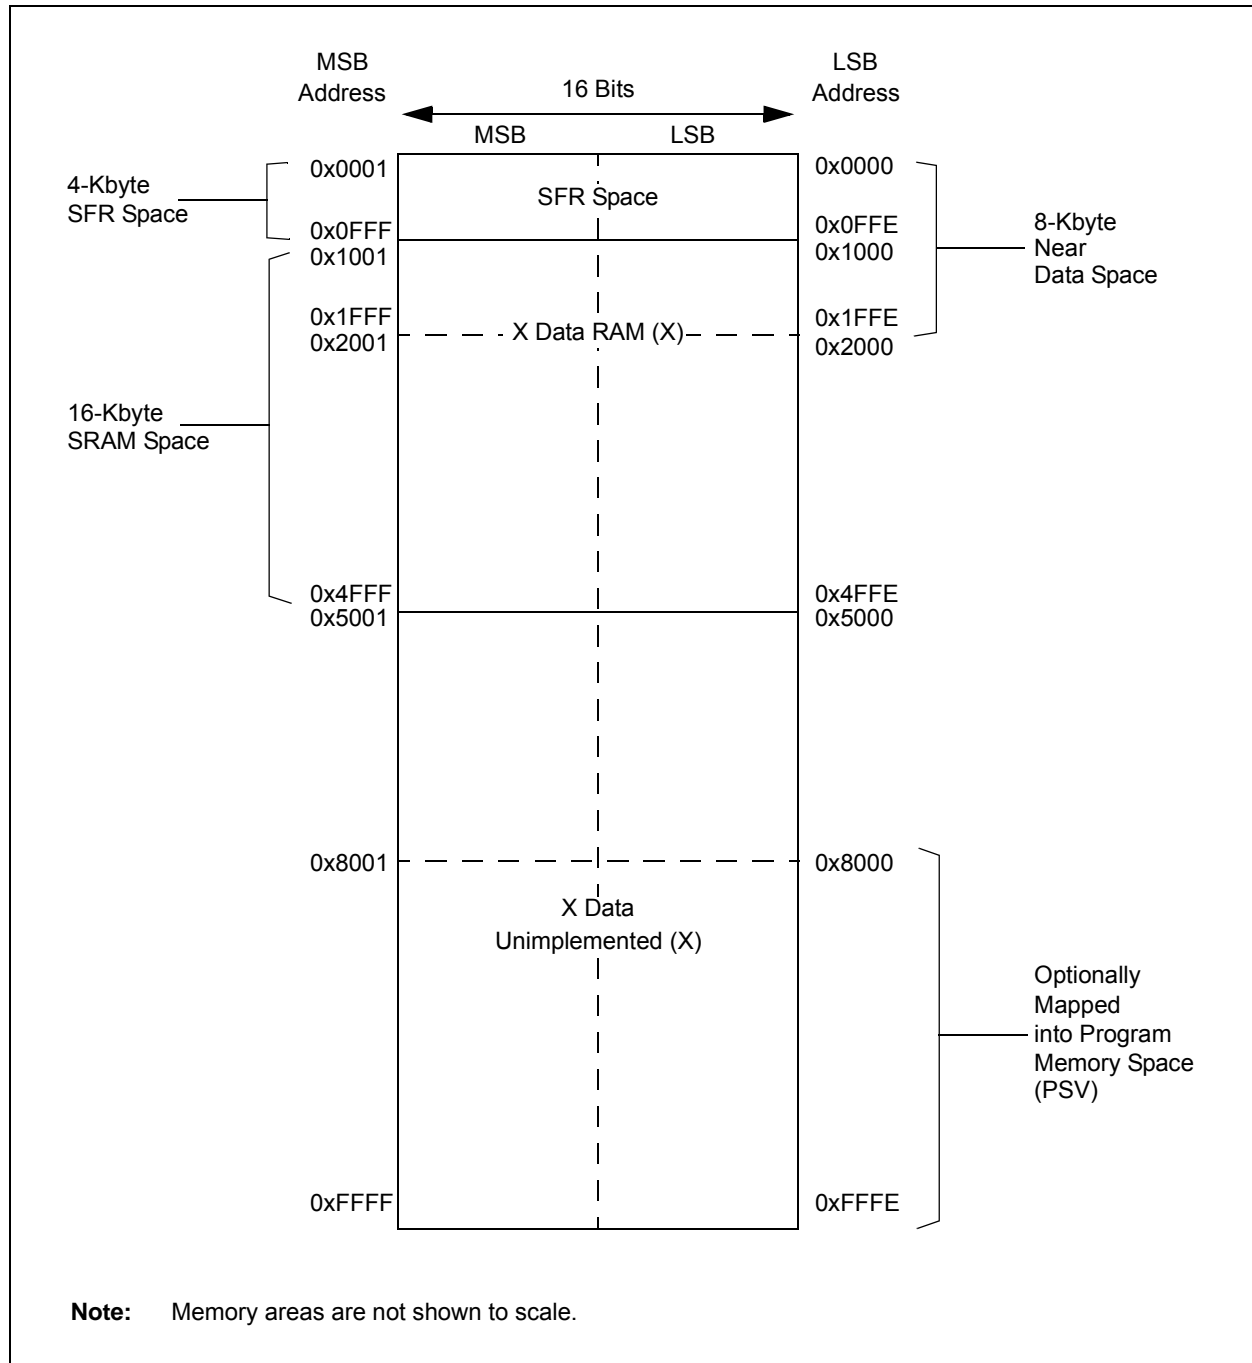 MSB
Address
LSB
Address
16 Bits
MSB
LSB
0x0001
0x0000
4-Kbyte
SFR Space
SFR Space
0x0FFF
0x0FFE
0x1001
0x1000
8-Kbyte
Near
Data Space
0x1FFF
0x1FFE
X Data RAM (X)
0x2001
0x2000
16-Kbyte
SRAM Space
0x4FFF
0x4FFE
0x5001
0x5000
0x8001
0x8000
X Data
Unimplemented (X)
Optionally
Mapped
into Program
Memory Space
(PSV)
0xFFFF
0xFFFE
Note: Memory areas are not shown to scale.